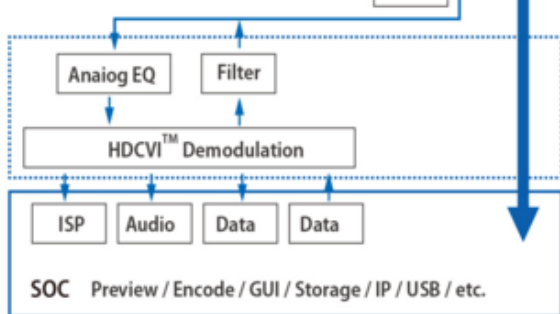 Anaiog EQ
Filter
HDCVI™ Demodulation
ISP
Audio
Data
Data
SOC Preview / Encode / GUI / Storage / IP / USB / etc.